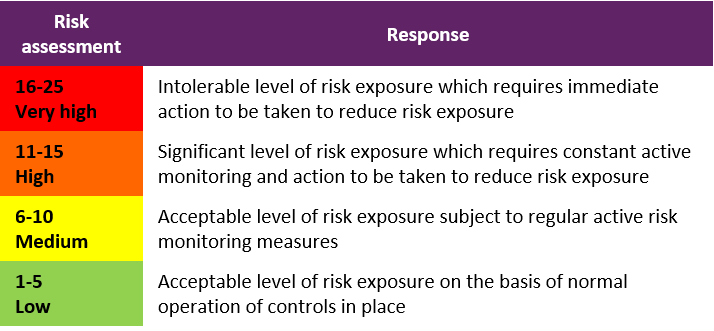 Risk
assessment
Response
16-25
Very high
Intolerable level of risk exposure which requires immediate
action to be taken to reduce risk exposure
11-15
High
Significant level of risk exposure which requires constant active
monitoring and action to be taken to reduce risk exposure
6-10
Medium
Acceptable level of risk exposure subject to regular active risk
monitoring measures
1-5
Low
Acceptable level of risk exposure on the basis of normal
operation of controls in place